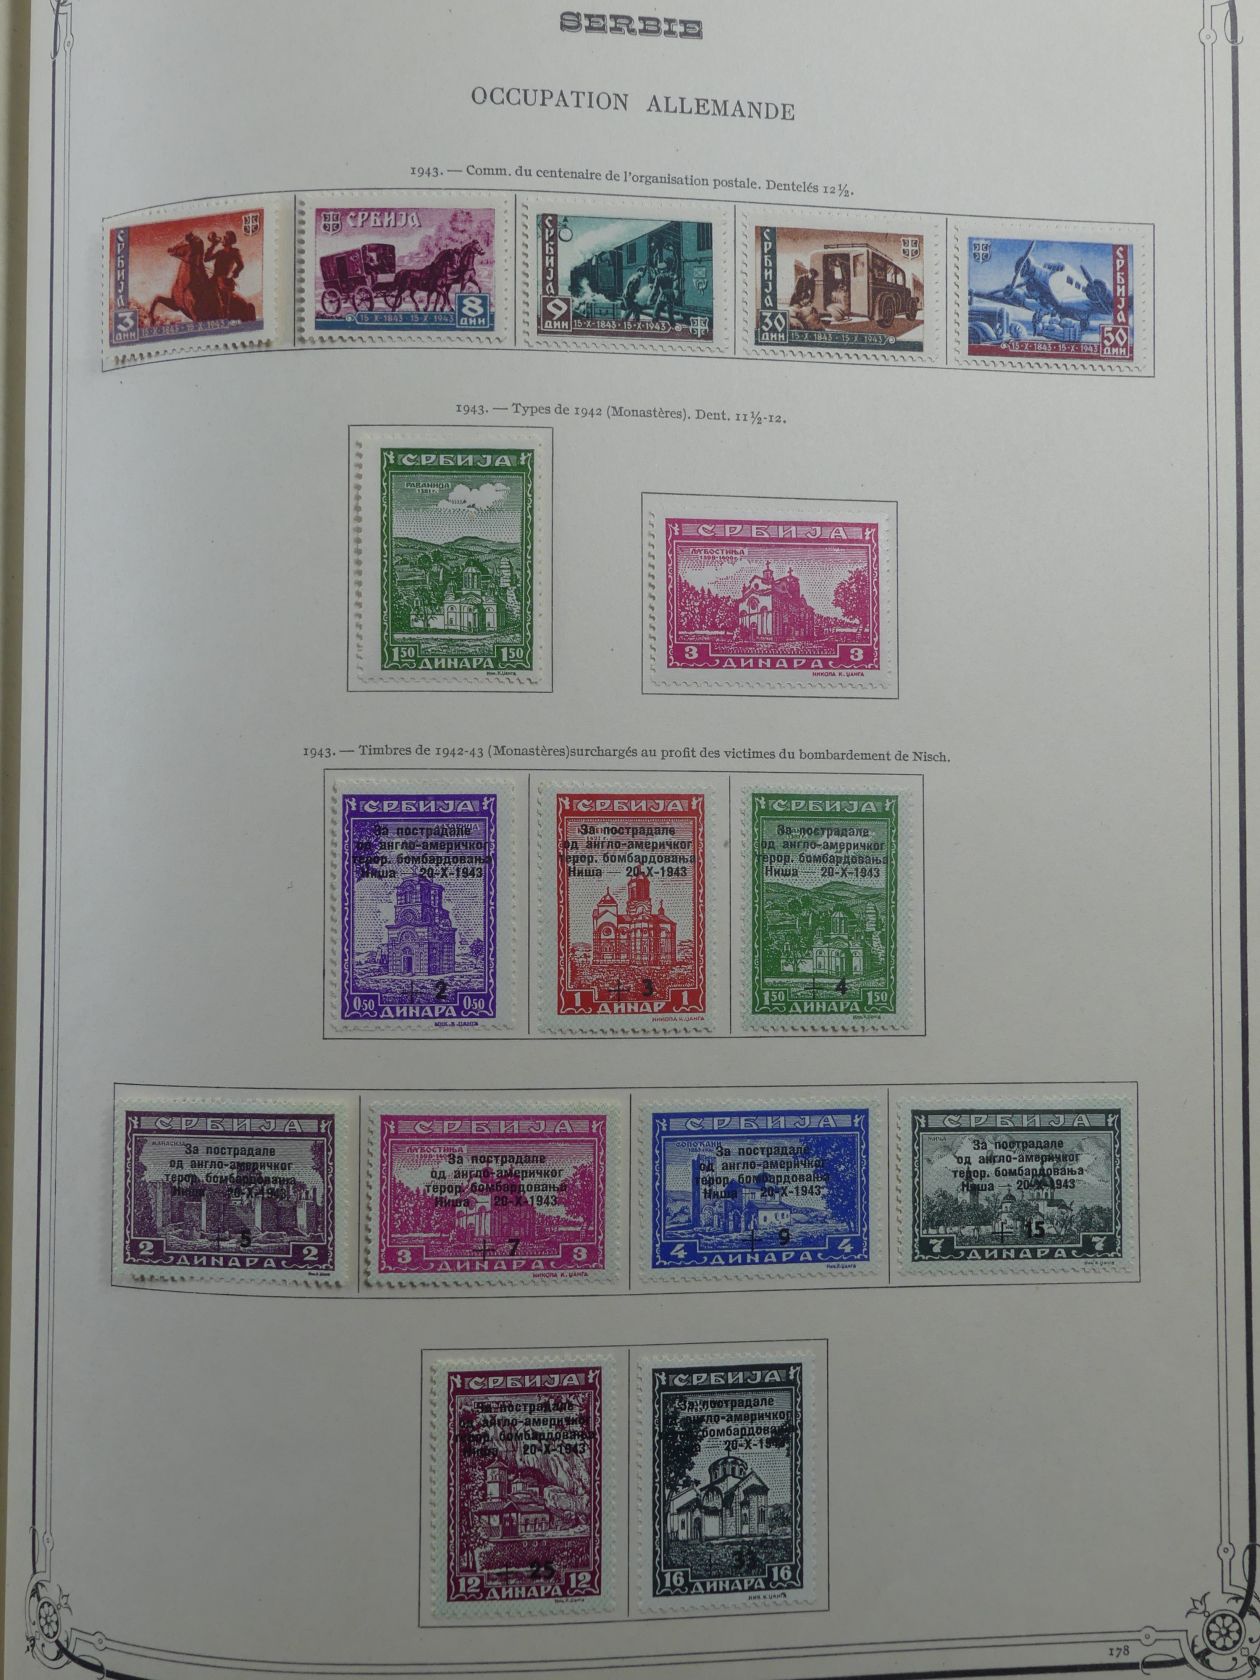 SERBIE
OCCUPATION ALLEMANDE
1943. — Comm. du centenaire de l'organisation postale. Dentelés 12½.
СРБИЈА
3 ДИН
15-X-1843 15-X-1943
СРБИЈА
15-X-1843 15-X-1943
8 ДИН
СРБИЈА
9 ДИН
15-X-1843 · 15-X-1943
СРБИЈА
30 ДИН
15-X-1843 · 15-X-1943
СРБИЈА
15-X-1843 · 15-X-1943
50 ДИН
1943. — Types de 1942 (Monastères). Dent. 11½-12.
СРБИЈА
РАВАНИЦА
1381 г.
1 50 ДИНАРА 1 50
СРБИЈА
ЉУБОСТИЊА
3 ДИНАРА 3
НИКОЛА К. ЏАНГА
1943. — Timbres de 1942-43 (Monastères)surchargés au profit des victimes du bombardement de Nisch.
СРБИЈА
За пострадале
од англо-америчког
терор. бомбардовања
Ниша — 20-X-1943
+ 2
0 50 ДИНАРА 0 50
СРБИЈА
За пострадале
од англо-америчког
терор. бомбардовања
Ниша — 20-X-1943
+ 3
1 ДИНАР 1
НИКОЛА К. ЏАНГА
СРБИЈА
За пострадале
од англо-америчког
терор. бомбардовања
Ниша 20-X-1943
+ 4
1 50 ДИНАРА 1 50
СРБИЈА
МАНАСИЈА
За пострадале
од англо-америчког
терор. бомбардовања
Ниша 20-X-1943
+ 5
2 ДИНАРА 2
СРБИЈА
ЉУБОСТИЊА
За пострадале
од англо-америчког
терор. бомбардовања
Ниша — 20-X-1943
+ 7
3 ДИНАРА 3
НИКОЛА К. ЏАНГА
СРБИЈА
СОПОЋАНИ
За пострадале
од англо-америчког
терор. бомбардовања
Ниша — 20-X-1943
+ 9
4 ДИНАРА 4
СРБИЈА
ЖИЧА
За пострадале
од англо-америчког
терор. бомбардовања
Ниша — 20-X-1943
+ 15
7 ДИНАРА 7
СРБИЈА
За пострадале
од англо-америчког
терор. бомбардовања
Ниша 20-X-1943
+ 25
12 ДИНАРА 12
СРБИЈА
За пострадале
од англо-америчког
терор. бомбардовања
20-X-1943
16 ДИНАРА 16
178